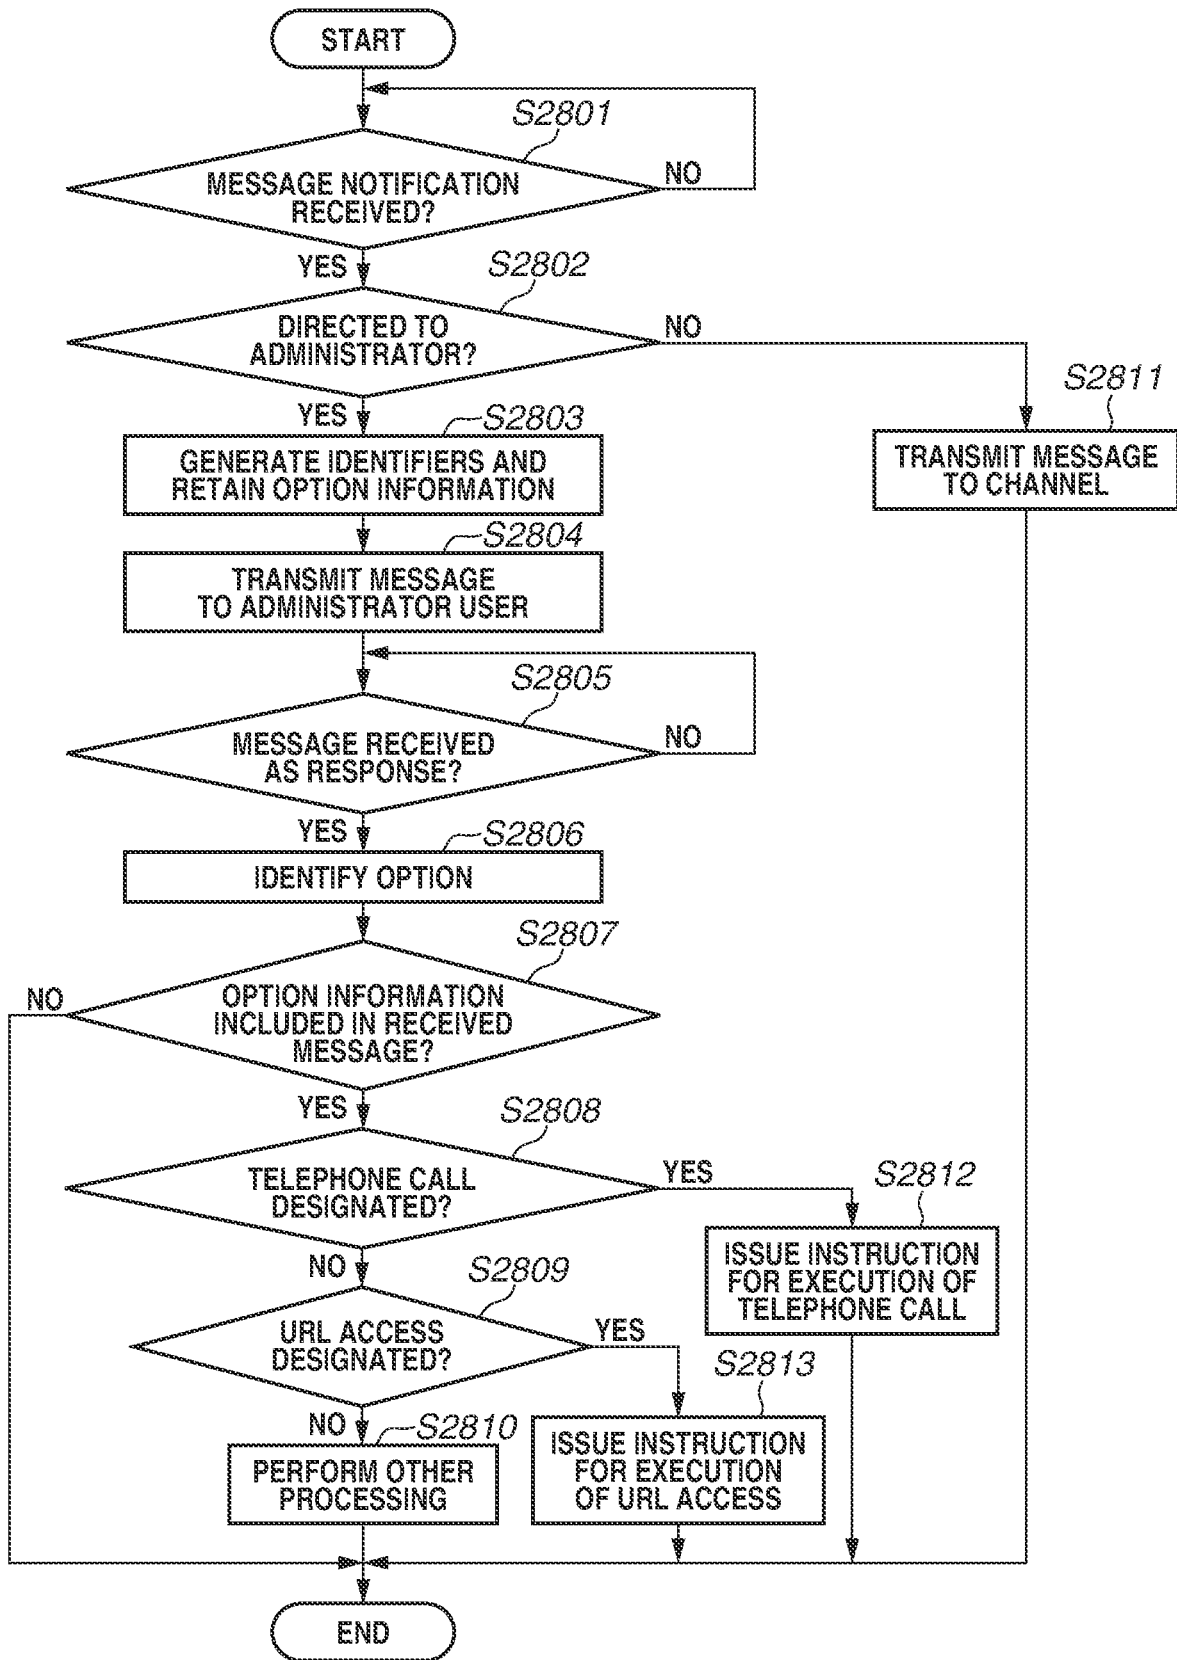 START
S2801
MESSAGE NOTIFICATION
RECEIVED?
NO
YES
S2802
DIRECTED TO
ADMINISTRATOR?
NO
YES
S2811
TRANSMIT MESSAGE
TO CHANNEL
S2803
GENERATE IDENTIFIERS AND
RETAIN OPTION INFORMATION
S2804
TRANSMIT MESSAGE
TO ADMINISTRATOR USER
S2805
MESSAGE RECEIVED
AS RESPONSE?
NO
YES
S2806
IDENTIFY OPTION
S2807
NO
OPTION INFORMATION
INCLUDED IN RECEIVED
MESSAGE?
YES
S2808
TELEPHONE CALL
DESIGNATED?
YES
S2812
ISSUE INSTRUCTION
FOR EXECUTION OF
TELEPHONE CALL
NO
S2809
URL ACCESS
DESIGNATED?
YES
S2813
ISSUE INSTRUCTION
FOR EXECUTION
OF URL ACCESS
NO
S2810
PERFORM OTHER
PROCESSING
END